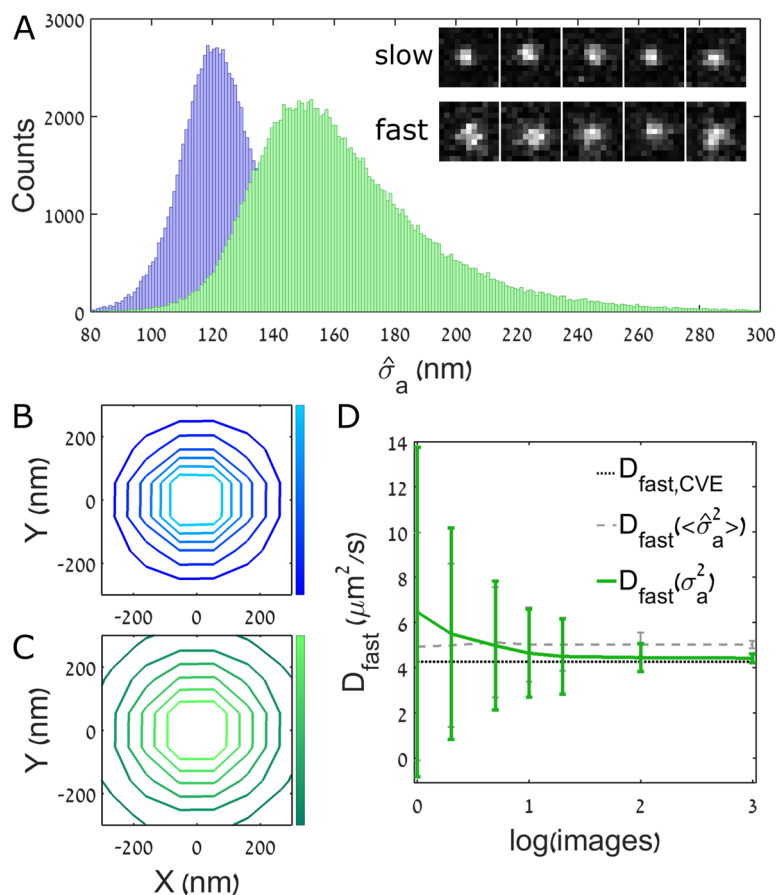 A
3000
2000
1000
0
Counts
80 100 120 140 160 180 200 220 240 260 280 300
σ̂a (nm)
slow
fast
B
200
0
-200
Y (nm)
-200 0 200
C
200
0
-200
Y (nm)
-200 0 200
X (nm)
D
14
12
10
8
6
4
2
0
Dfast (μm²/s)
Dfast,CVE
Dfast(<σ̂a²>)
Dfast(σa²)
0 1 2 3
log(images)